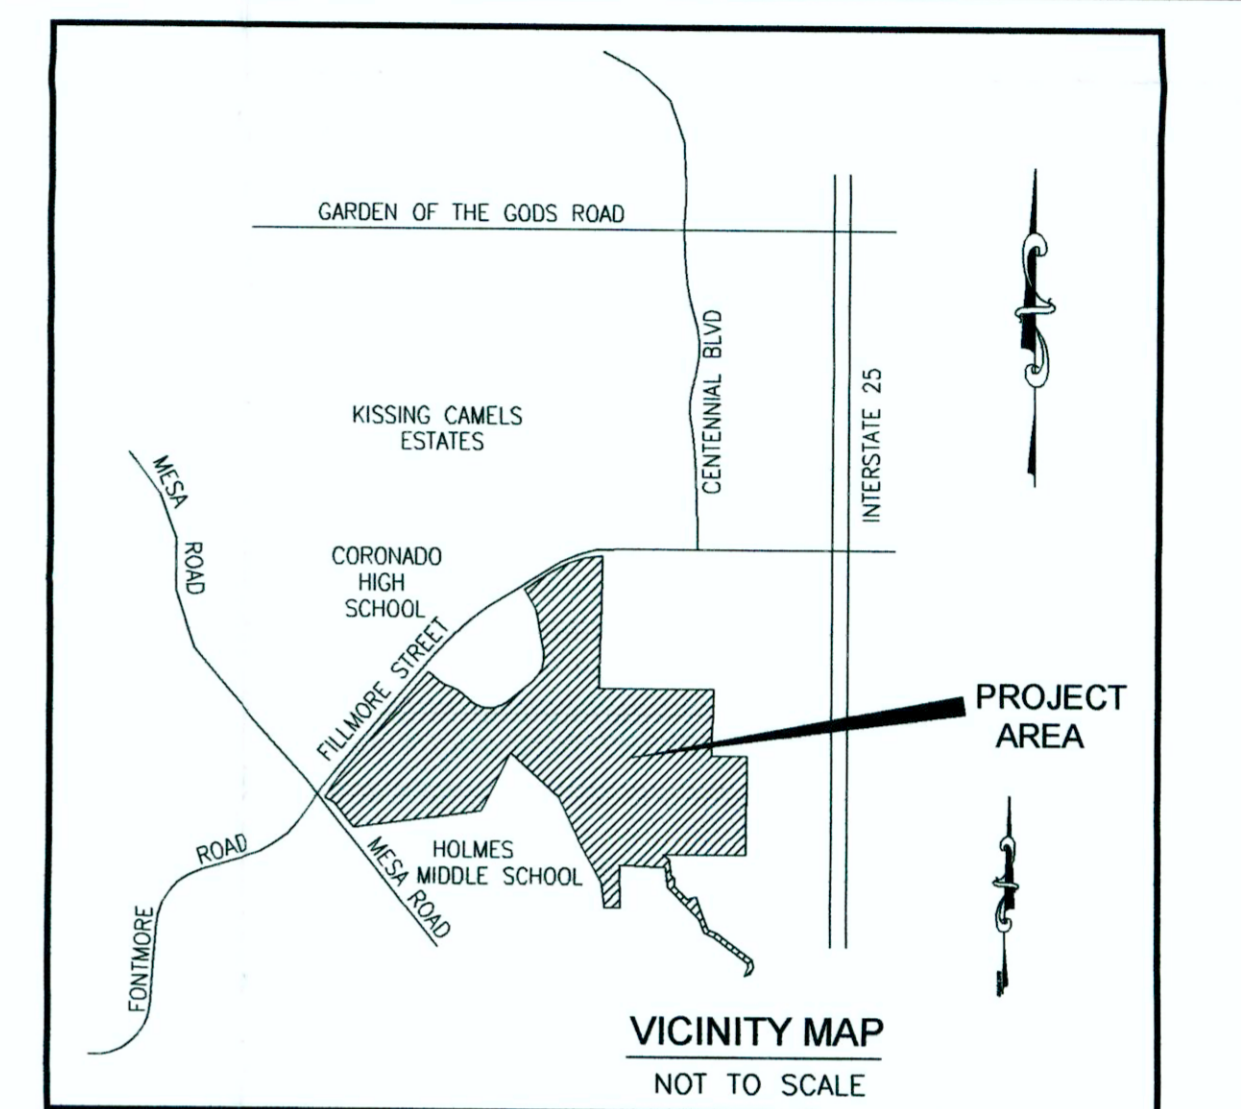 GARDEN OF THE GODS ROAD
CENTENNIAL BLVD
INTERSTATE 25
KISSING CAMELS
ESTATES
MESA
ROAD
CORONADO
HIGH
SCHOOL
FILLMORE STREET
PROJECT
AREA
ROAD
FONTMORE
MESA ROAD
HOLMES
MIDDLE SCHOOL
VICINITY MAP
NOT TO SCALE